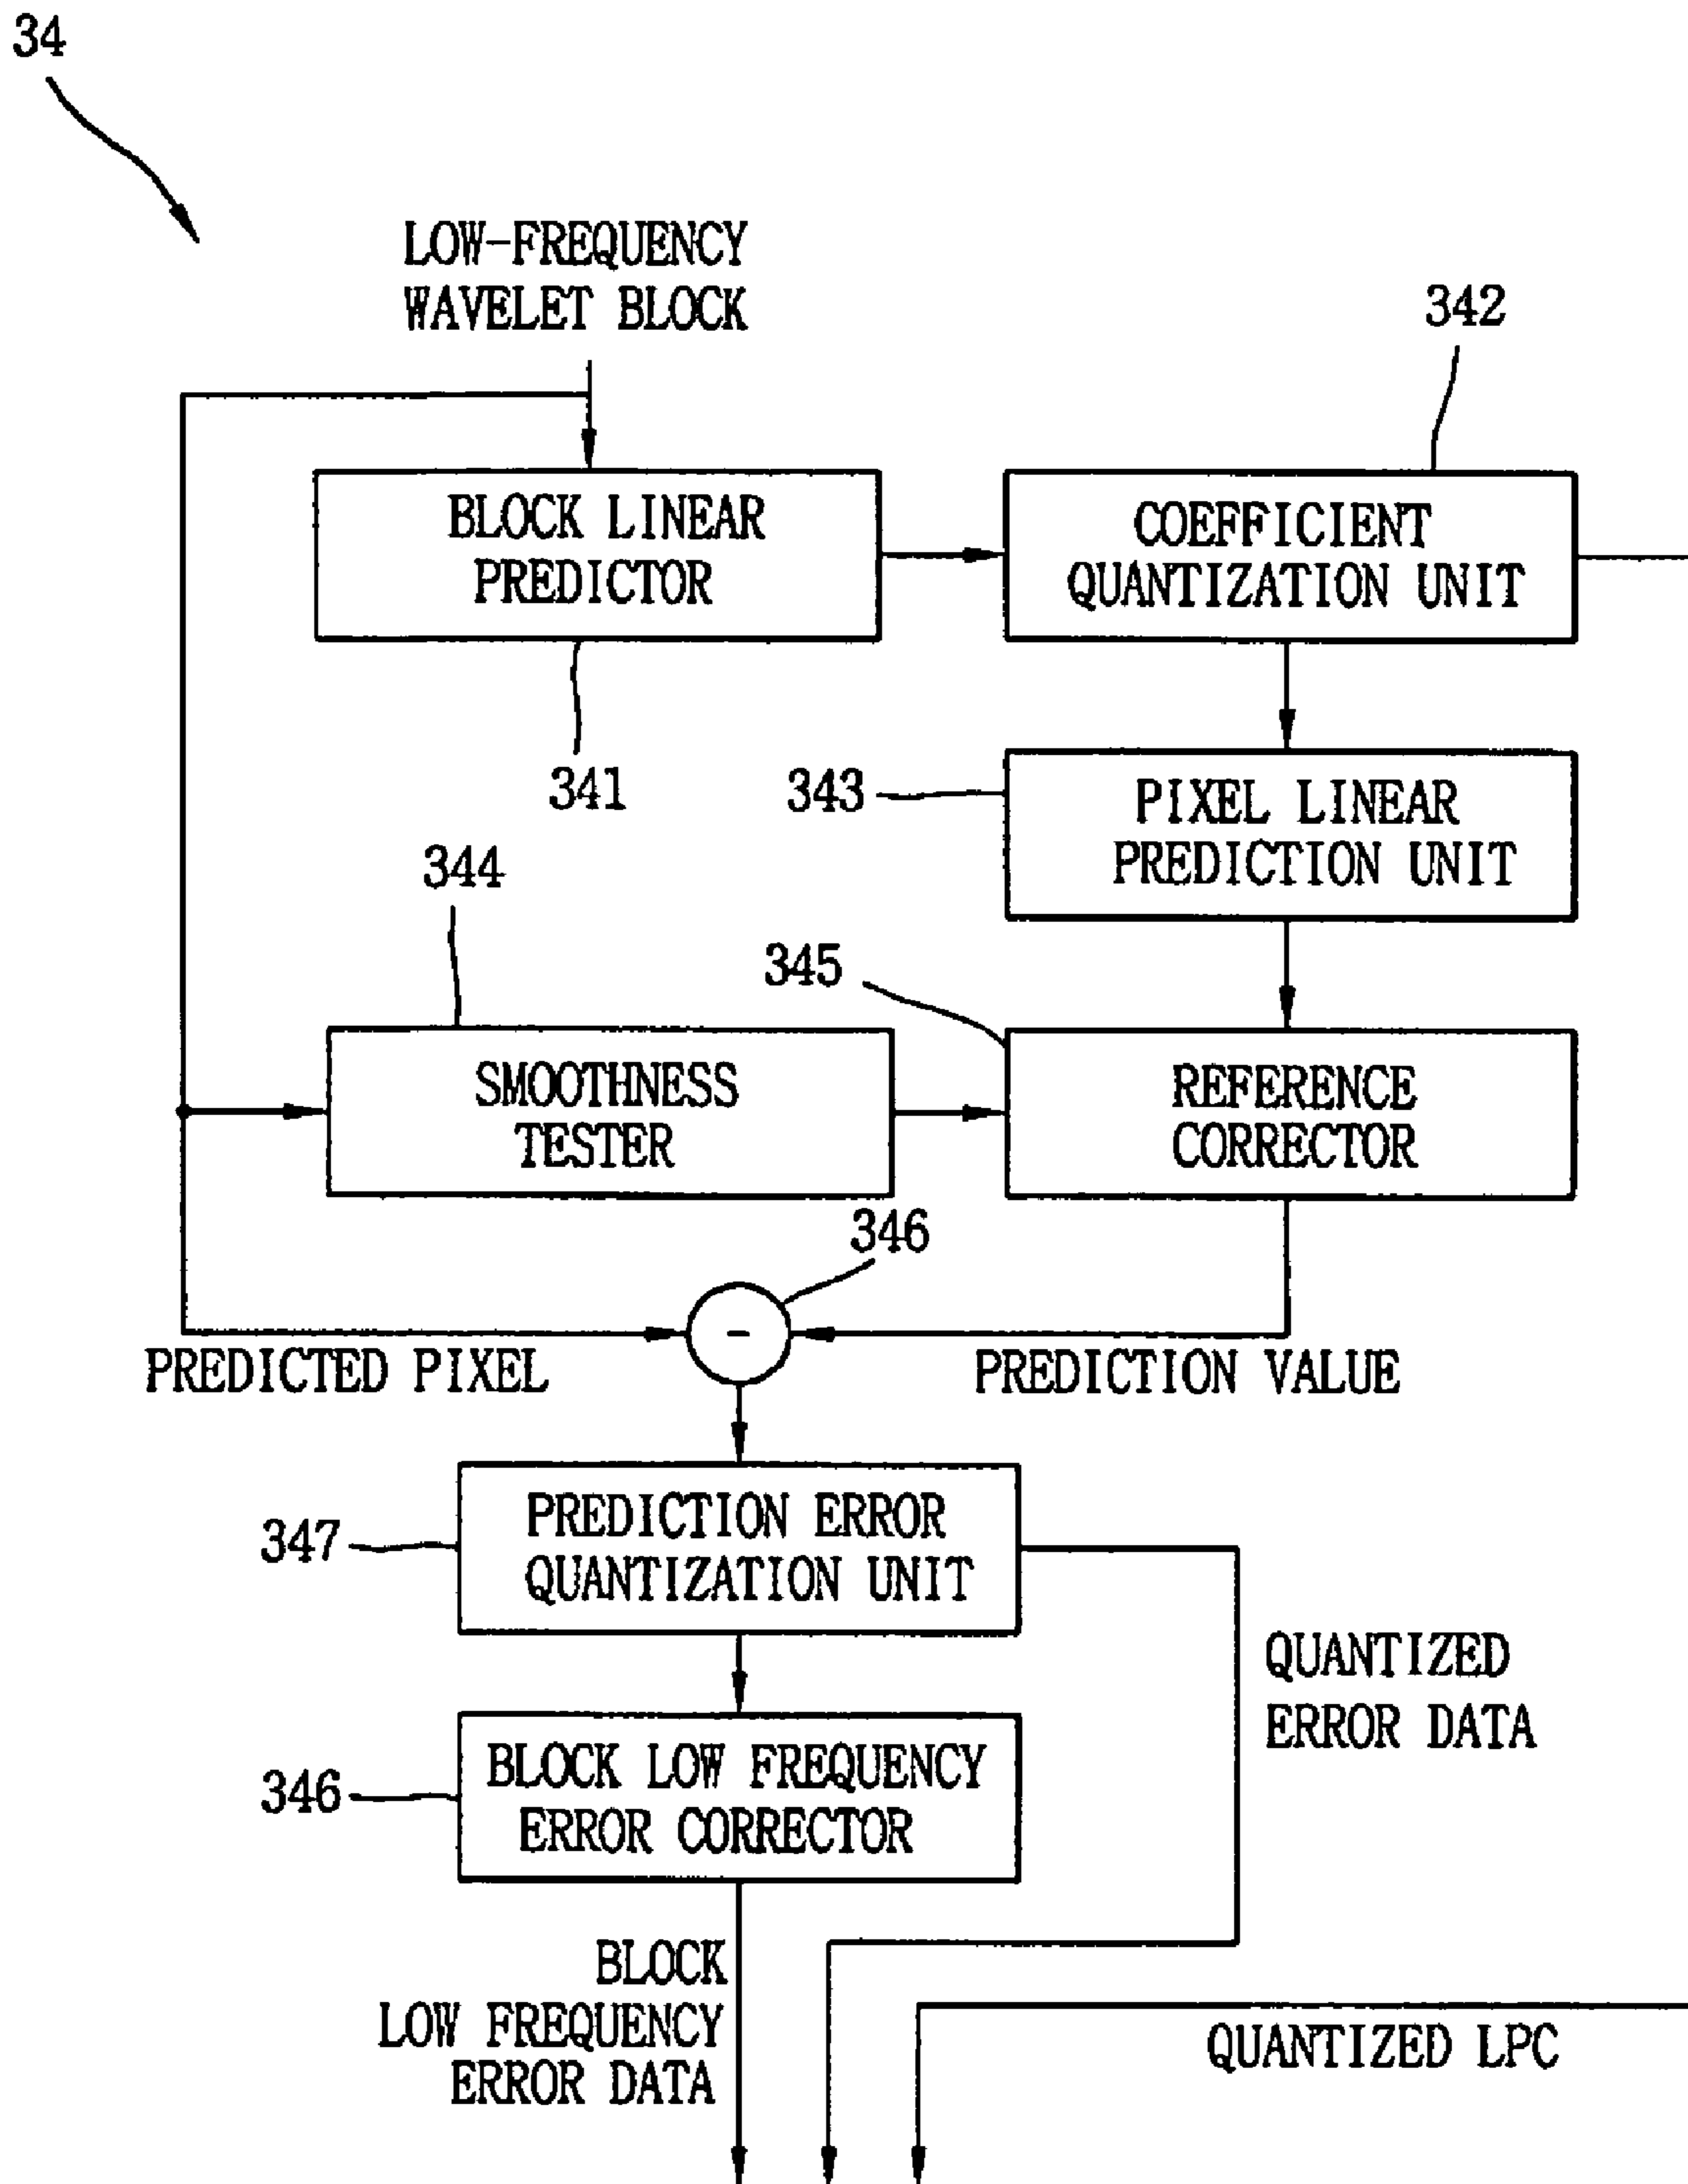 34
LOW-FREQUENCY
WAVELET BLOCK
342
BLOCK LINEAR
PREDICTOR
COEFFICIENT
QUANTIZATION UNIT
341
343
PIXEL LINEAR
PREDICTION UNIT
344
345
SMOOTHNESS
TESTER
REFERENCE
CORRECTOR
346
-
PREDICTED PIXEL
PREDICTION VALUE
347
PREDICTION ERROR
QUANTIZATION UNIT
QUANTIZED
ERROR DATA
346
BLOCK LOW FREQUENCY
ERROR CORRECTOR
BLOCK
LOW FREQUENCY
ERROR DATA
QUANTIZED LPC